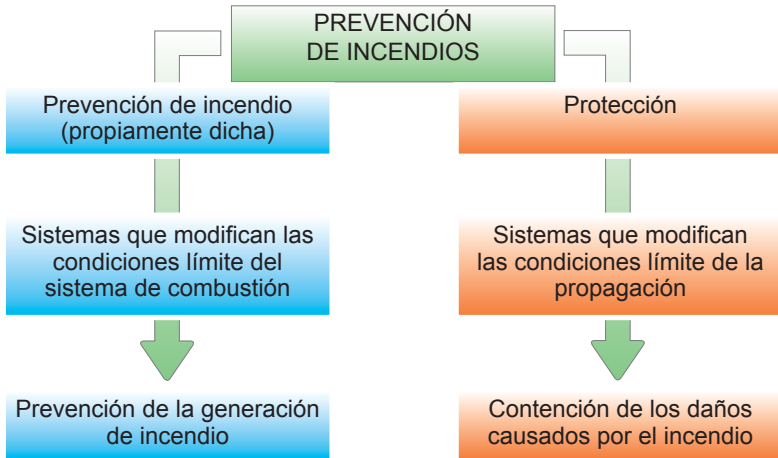 PREVENCIÓN
DE INCENDIOS
Prevención de incendio
(propiamente dicha)
Sistemas que modifican las
condiciones límite del
sistema de combustión
Prevención de la generación
de incendio
Protección
Sistemas que modifican
las condiciones límite de la
propagación
Contención de los daños
causados por el incendio